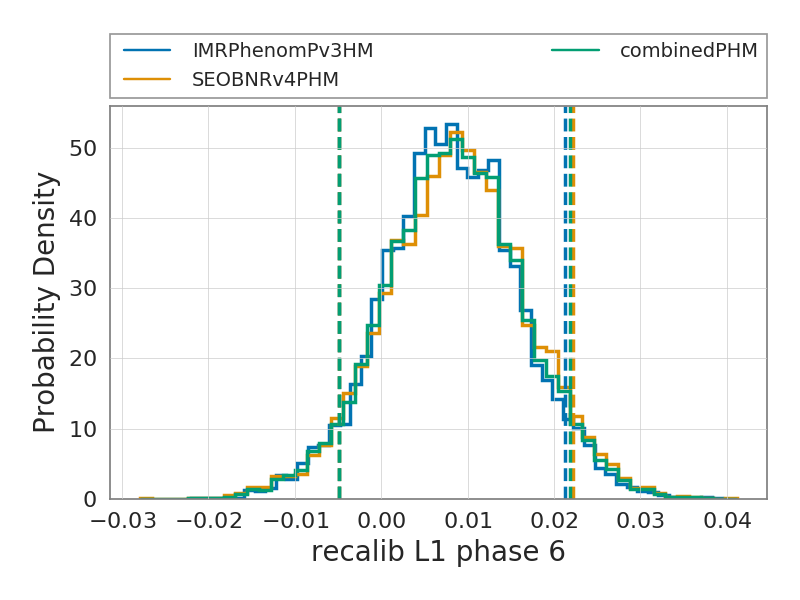 IMRPhenomPv3HM
SEOBNRv4PHM
combinedPHM
Probability Density
50
40
30
20
10
0
−0.03 −0.02 −0.01 0.00 0.01 0.02 0.03 0.04
recalib L1 phase 6